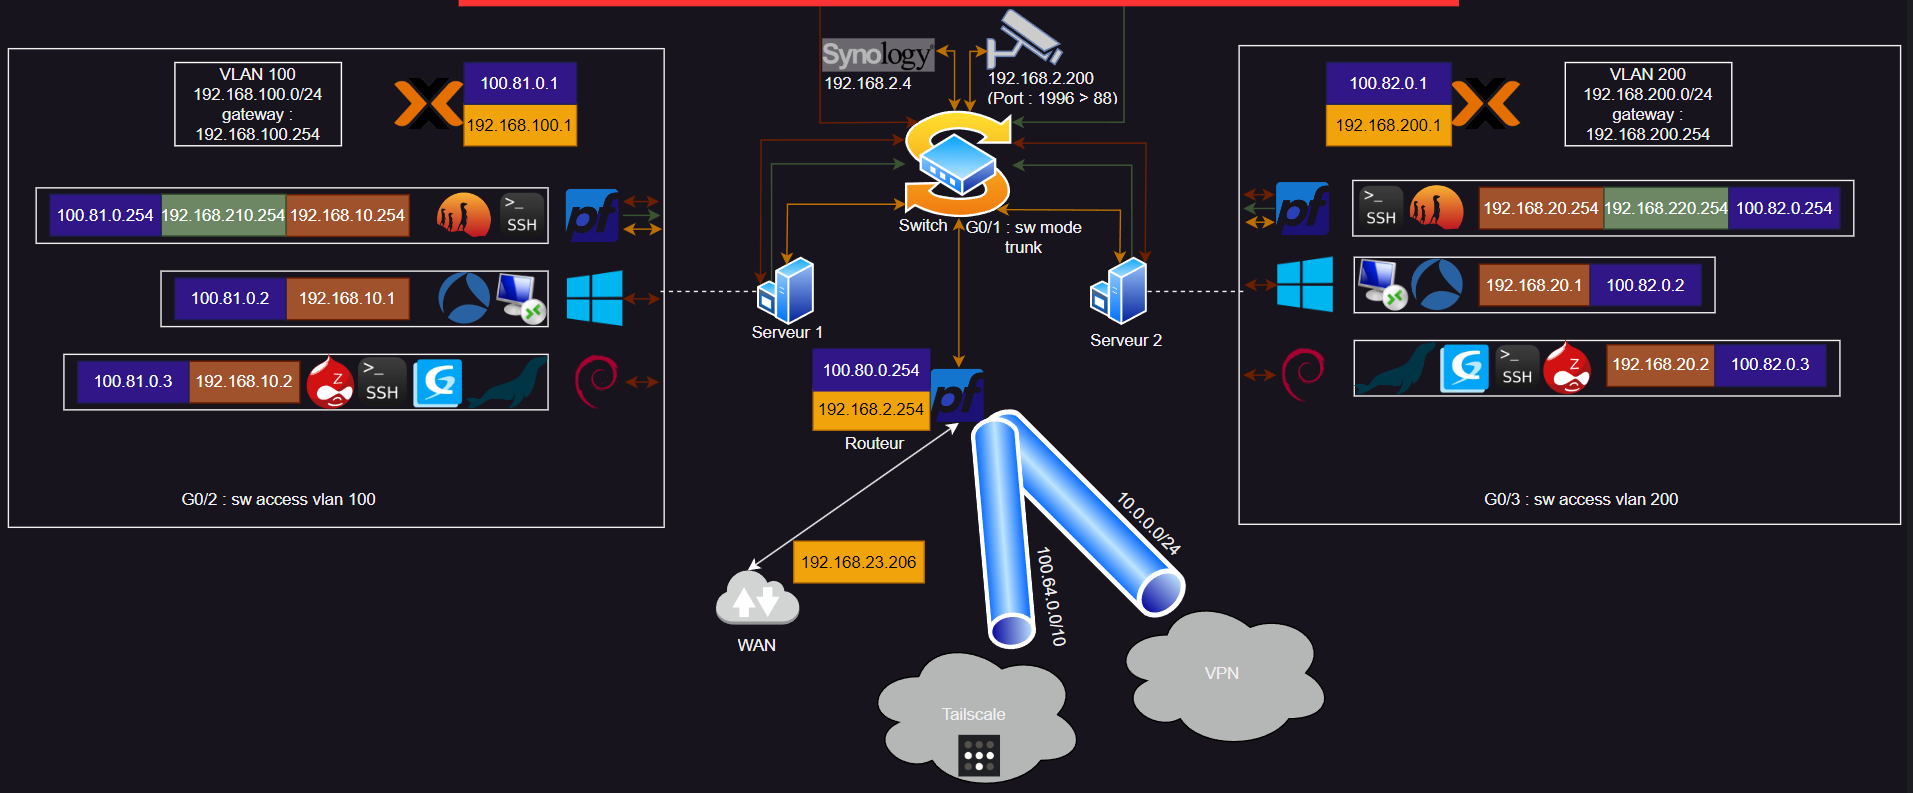 Synology
192.168.2.4
192.168.2.200
(Port : 1996 > 88)
VLAN 100
192.168.100.0/24
gateway :
192.168.100.254
100.81.0.1
192.168.100.1
100.81.0.254 192.168.210.254 192.168.10.254
>_
SSH
pf
100.81.0.2 192.168.10.1
100.81.0.3 192.168.10.2
Z
>_
SSH
G0/2 : sw access vlan 100
Switch
G0/1 : sw mode
trunk
Serveur 1
Serveur 2
100.80.0.254
192.168.2.254
pf
Routeur
192.168.23.206
WAN
100.64.0.0/10
10.0.0.0/24
Tailscale
VPN
100.82.0.1
192.168.200.1
VLAN 200
192.168.200.0/24
gateway :
192.168.200.254
pf
>_
SSH
192.168.20.254 192.168.220.254 100.82.0.254
192.168.20.1 100.82.0.2
>_
SSH
Z
192.168.20.2 100.82.0.3
G0/3 : sw access vlan 200